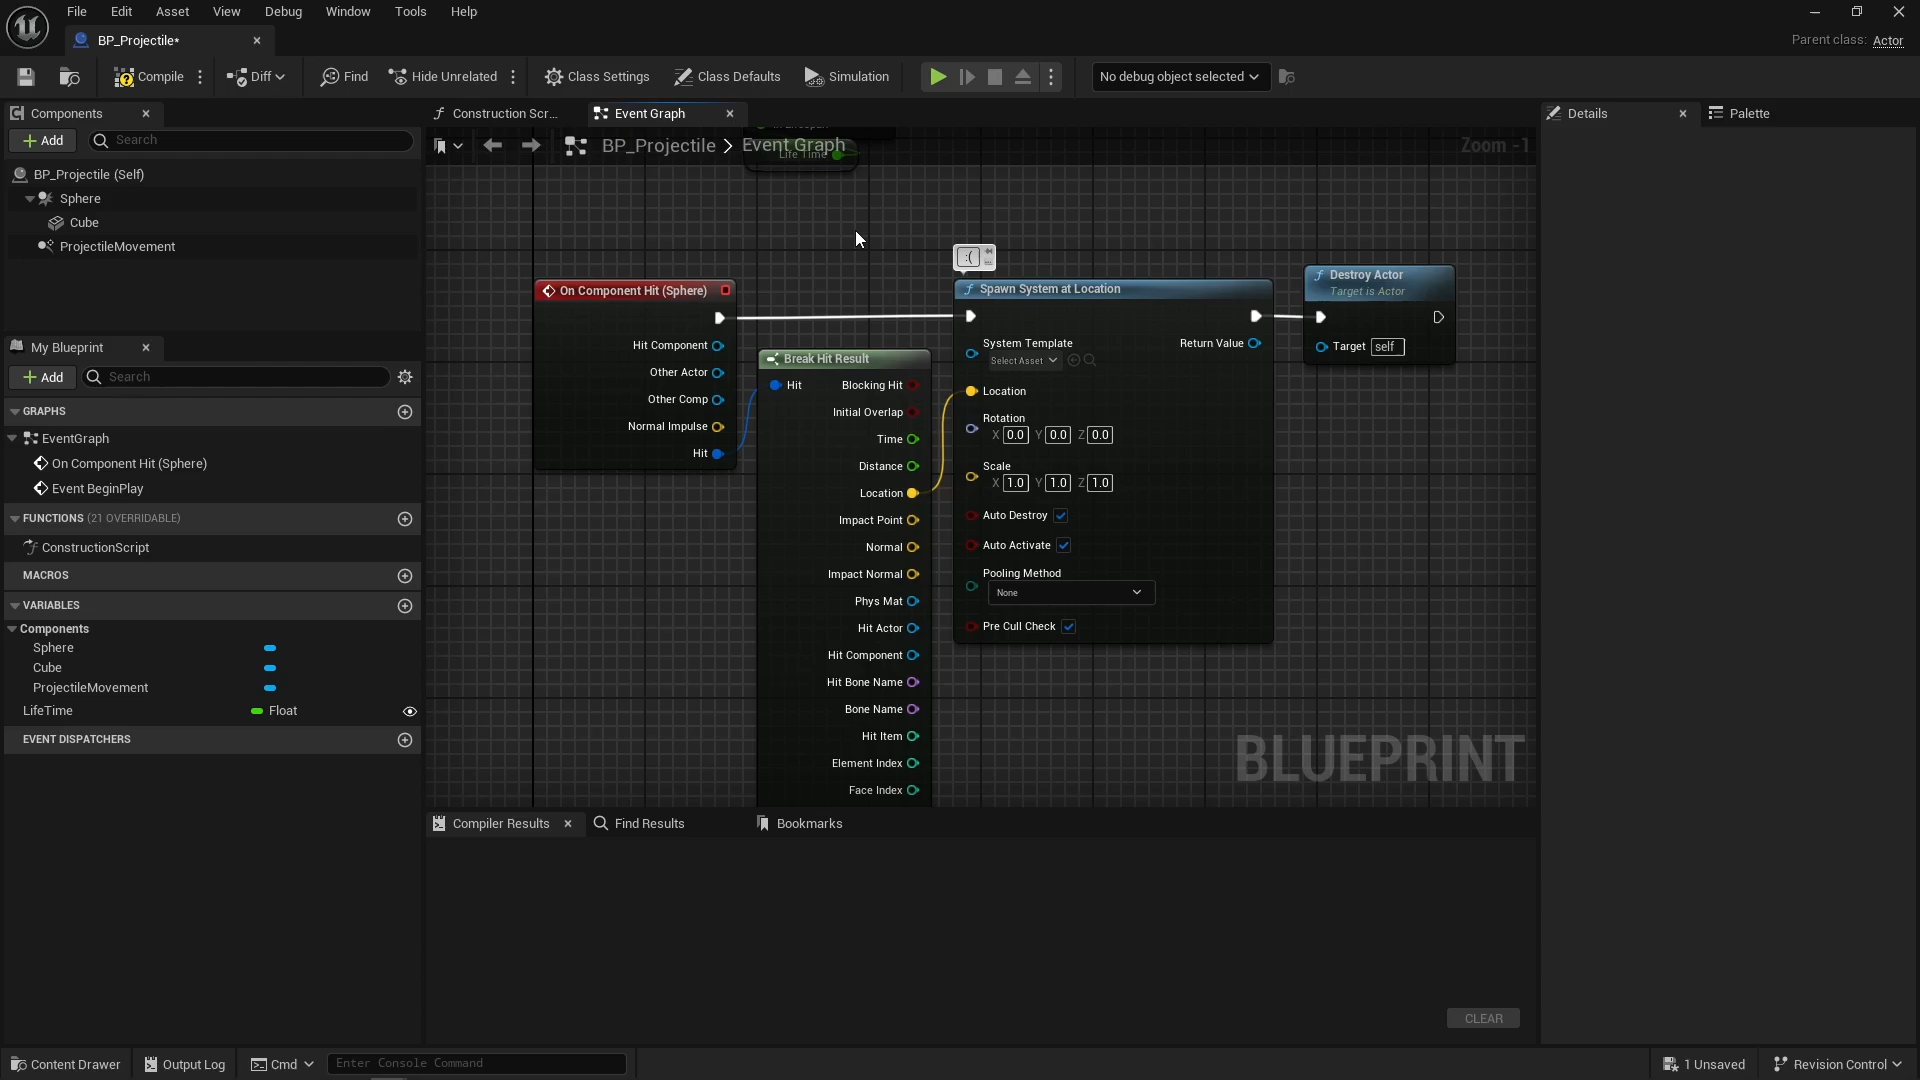 File Edit Asset View Debug Window Tools Help
BP_Projectile*
Parent class: Actor
Compile Diff Find Hide Unrelated Class Settings Class Defaults Simulation No debug object selected
Components
Add Search
BP_Projectile (Self)
Sphere
Cube
ProjectileMovement
My Blueprint
Add Search
GRAPHS
EventGraph
On Component Hit (Sphere)
Event BeginPlay
FUNCTIONS (21 OVERRIDABLE)
ConstructionScript
MACROS
VARIABLES
Components
Sphere
Cube
ProjectileMovement
LifeTime Float
EVENT DISPATCHERS
Construction Scr... Event Graph
BP_Projectile > Event Graph
Zoom -1
Life Time
On Component Hit (Sphere)
Hit Component
Other Actor
Other Comp
Normal Impulse
Hit
Break Hit Result
Hit Blocking Hit
Initial Overlap
Time
Distance
Location
Impact Point
Normal
Impact Normal
Phys Mat
Hit Actor
Hit Component
Hit Bone Name
Bone Name
Hit Item
Element Index
Face Index
:(
Spawn System at Location
System Template Return Value
Select Asset
Location
Rotation
X 0.0 Y 0.0 Z 0.0
Scale
X 1.0 Y 1.0 Z 1.0
Auto Destroy
Auto Activate
Pooling Method
None
Pre Cull Check
Destroy Actor
Target is Actor
Target self
BLUEPRINT
Compiler Results Find Results Bookmarks
CLEAR
Details Palette
Content Drawer Output Log Cmd Enter Console Command 1 Unsaved Revision Control